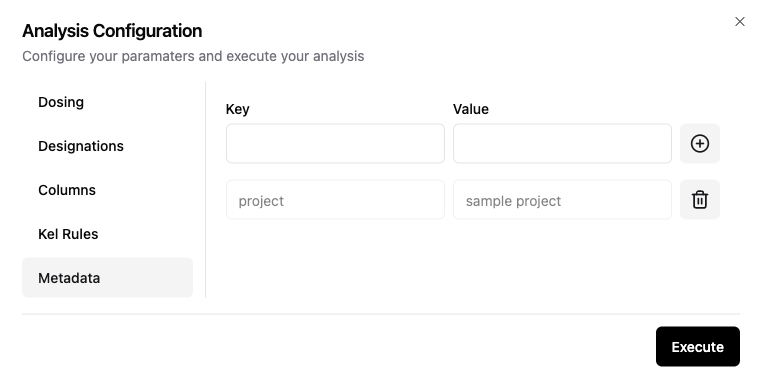 Analysis Configuration
Configure your paramaters and execute your analysis
Dosing
Designations
Columns
Kel Rules
Metadata
Key Value
project sample project
Execute